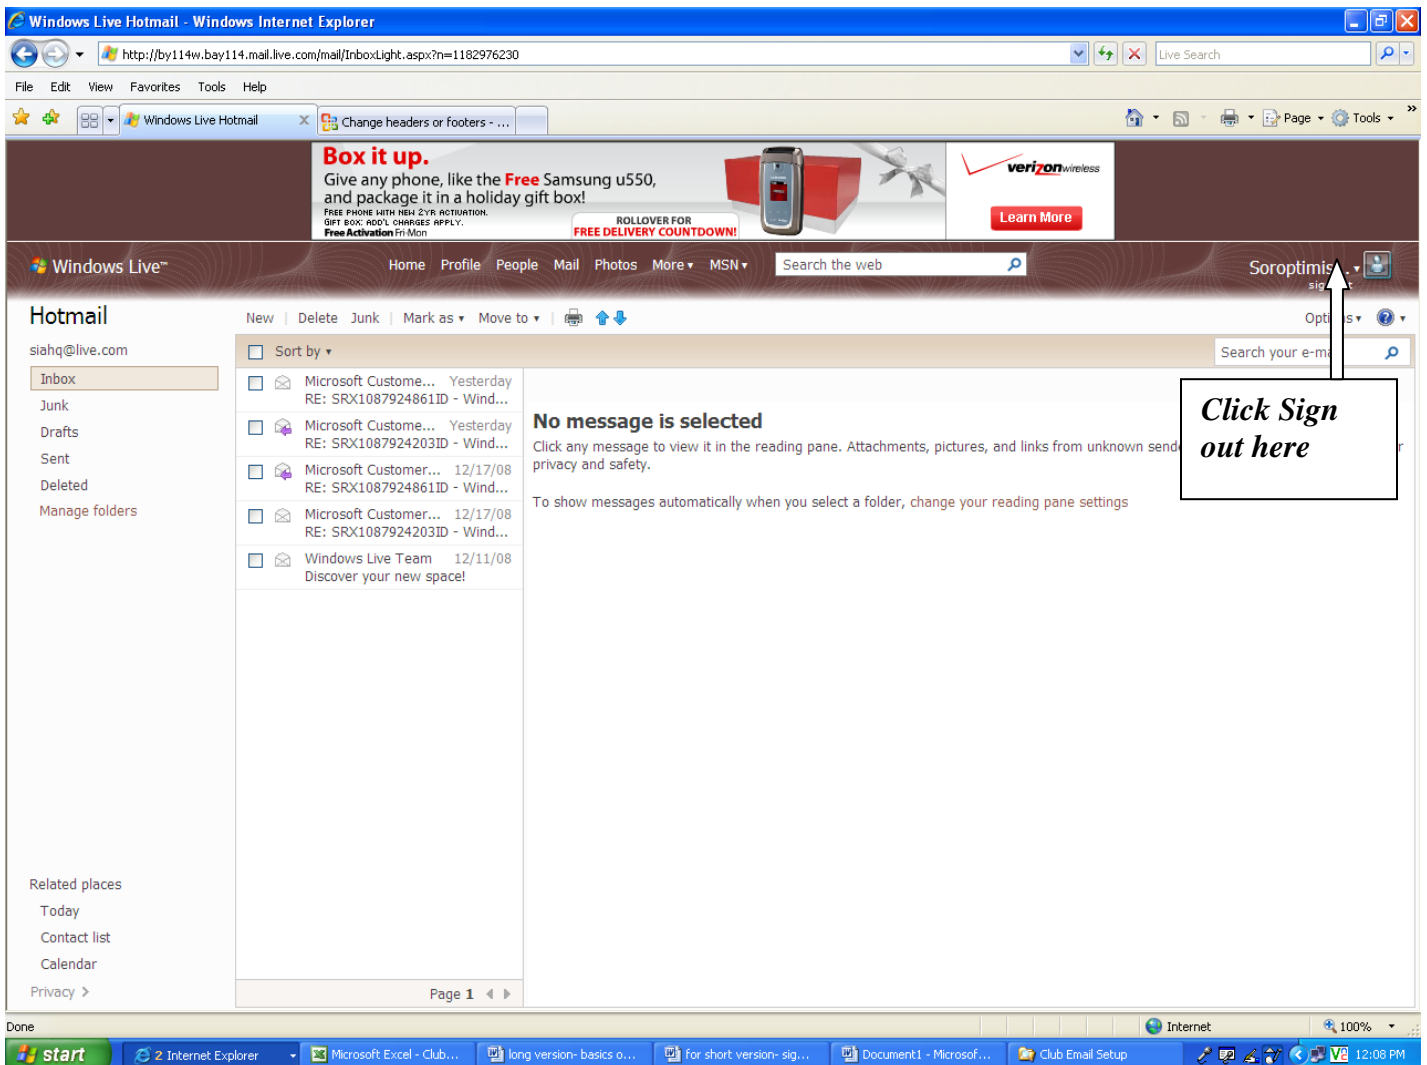 Windows Live Hotmail - Windows Internet Explorer
http://by114w.bay114.mail.live.com/mail/InboxLight.aspx?n=1182976230
Live Search
File Edit View Favorites Tools Help
Windows Live Hotmail
Change headers or footers - ...
Page
Tools
»
Box it up.
Give any phone, like the Free Samsung u550,
and package it in a holiday gift box!
FREE PHONE WITH NEW 2YR ACTIVATION.
GIFT BOX: ADD'L CHARGES APPLY.
Free Activation Fri-Mon
ROLLOVER FOR
FREE DELIVERY COUNTDOWN!
verizonwireless
Learn More
Windows Live™
Home Profile People Mail Photos More MSN
Search the web
Soroptimis...
Hotmail
New | Delete Junk | Mark as Move to |
siahq@live.com
Sort by
Search your e-ma
Inbox
Junk
Drafts
Sent
Deleted
Manage folders
Microsoft Custome... Yesterday
RE: SRX1087924861ID - Wind...
Microsoft Custome... Yesterday
RE: SRX1087924203ID - Wind...
Microsoft Customer... 12/17/08
RE: SRX1087924861ID - Wind...
Microsoft Customer... 12/17/08
RE: SRX1087924203ID - Wind...
Windows Live Team 12/11/08
Discover your new space!
No message is selected
Click any message to view it in the reading pane. Attachments, pictures, and links from unknown sende
privacy and safety.
To show messages automatically when you select a folder, change your reading pane settings
Click Sign
out here
Related places
Today
Contact list
Calendar
Privacy >
Page 1
Done
Internet
100%
start
2 Internet Explorer
Microsoft Excel - Club...
long version- basics o...
for short version- sig...
Document1 - Microsof...
Club Email Setup
12:08 PM